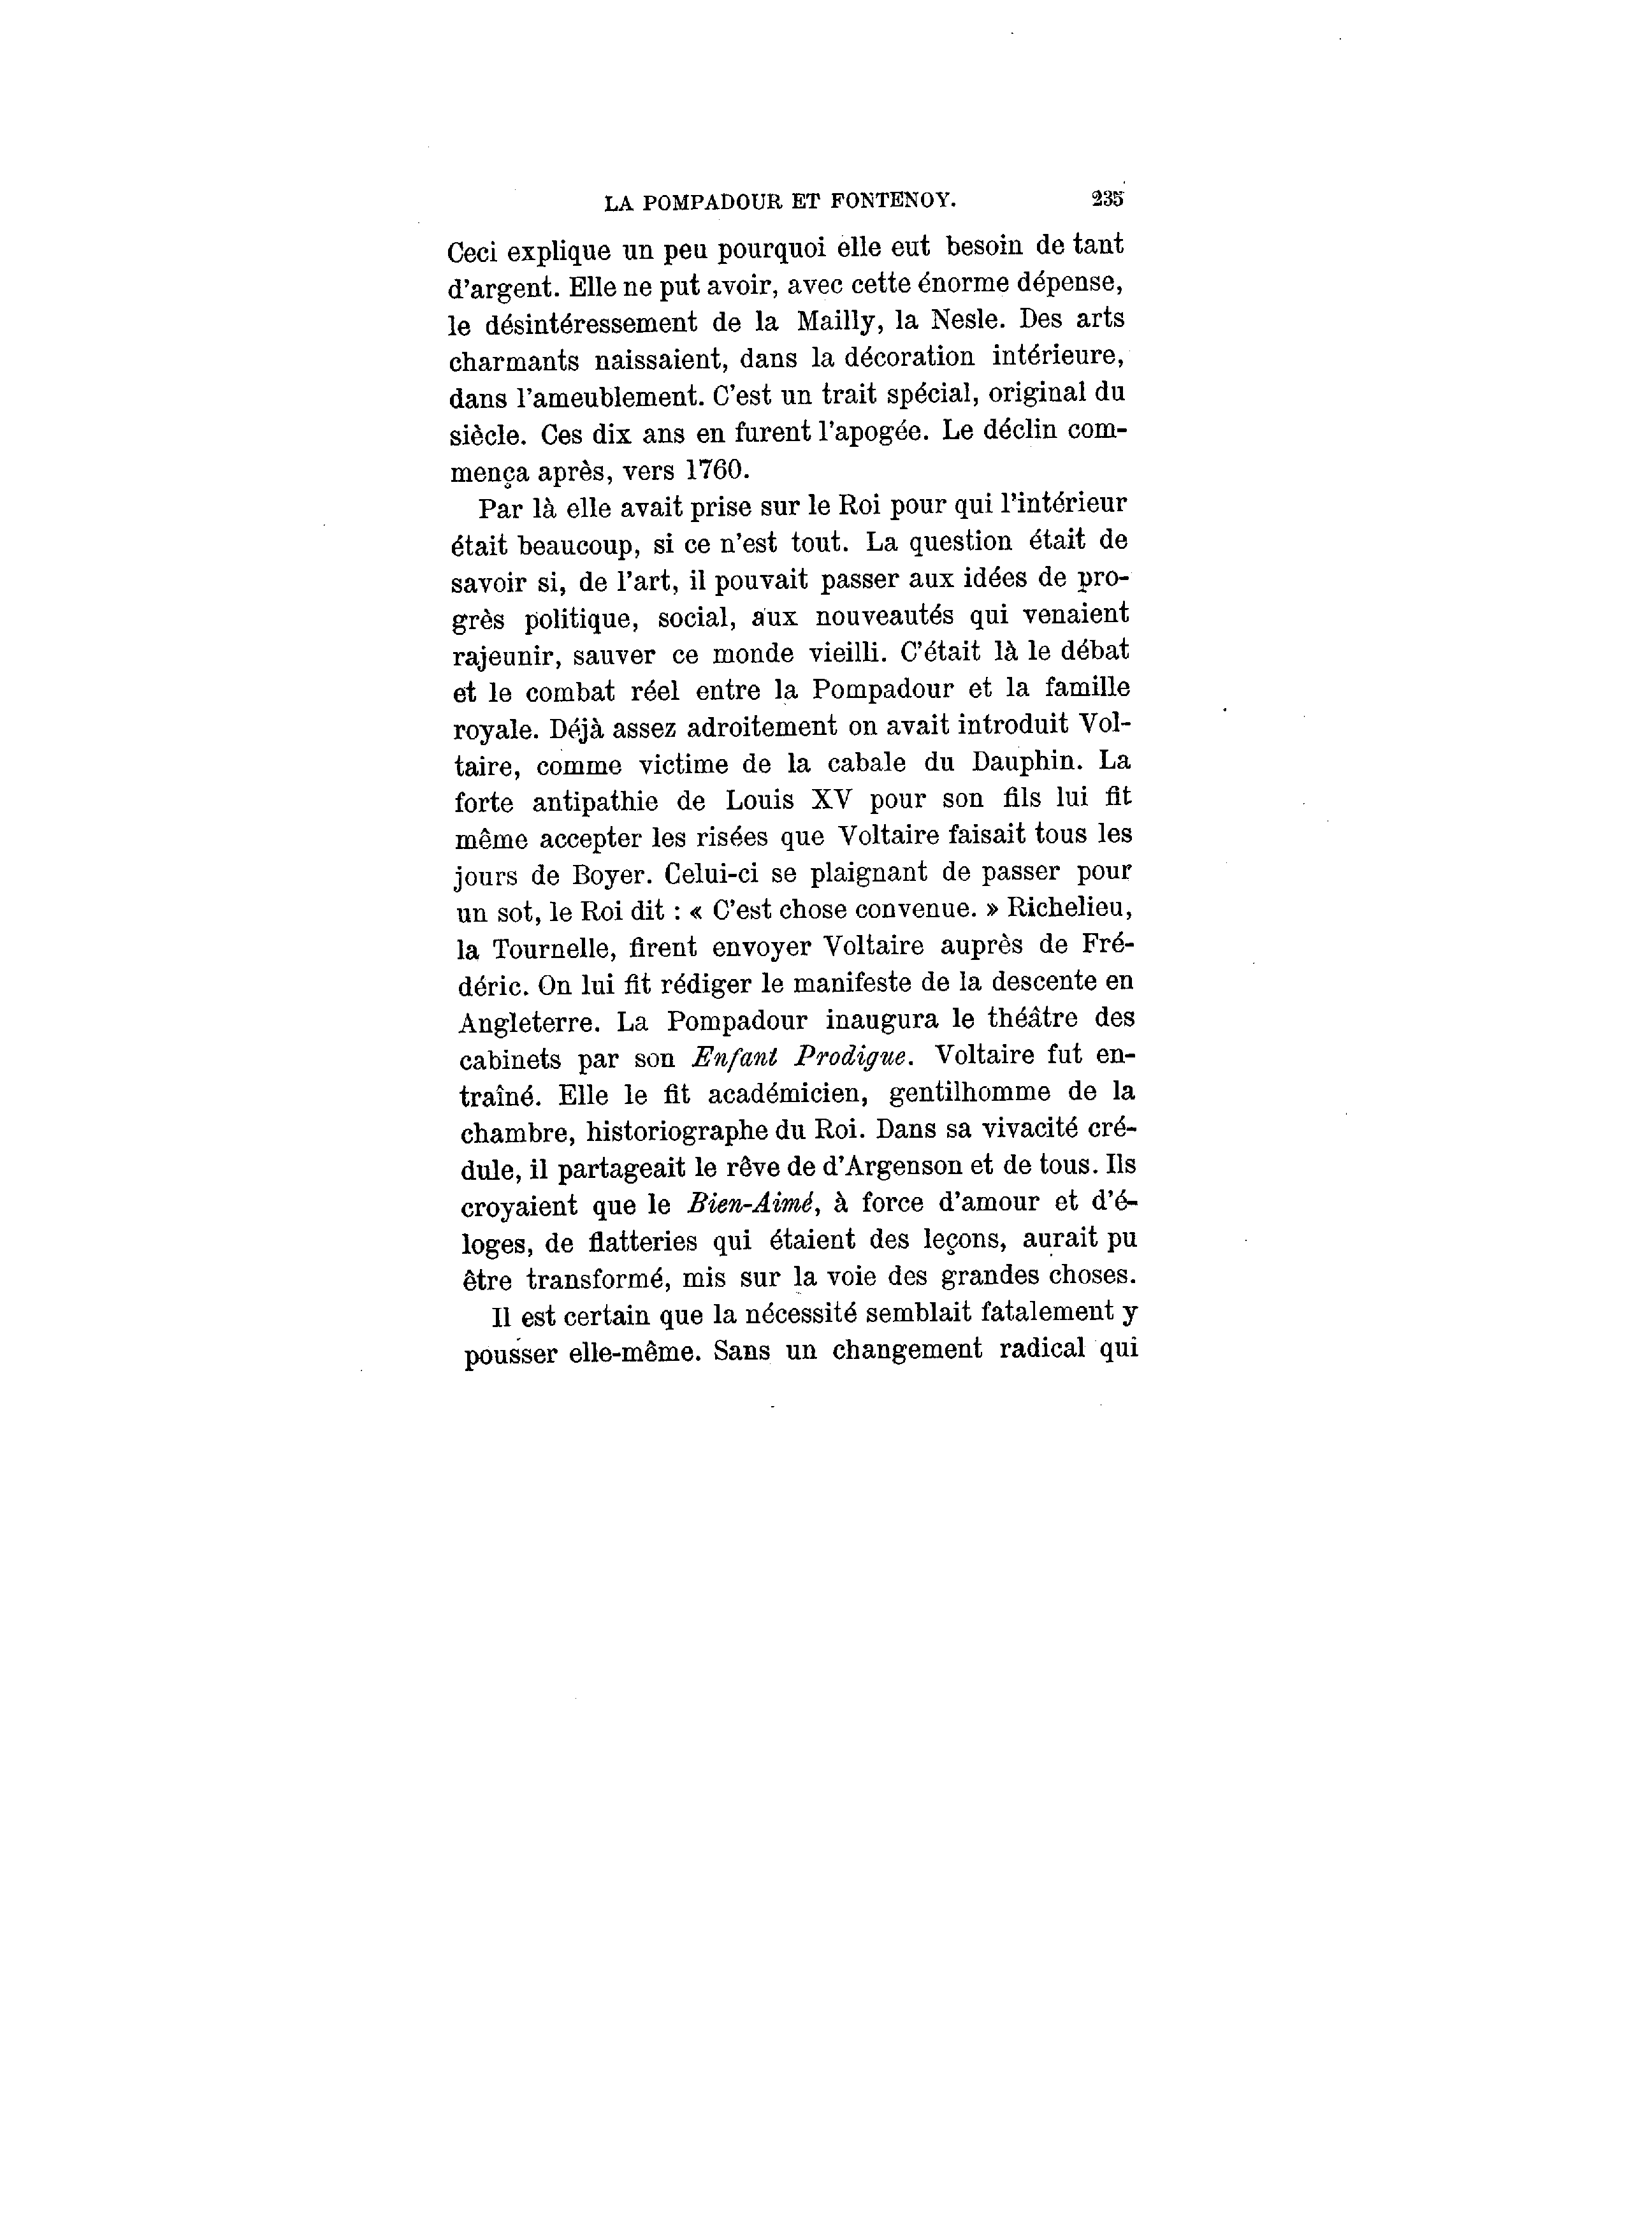 LA POMPADOUR ET FONTENOY. 235
Ceci explique un peu pourquoi elle eut besoin de tant
d'argent. Elle ne put avoir, avec cette énorme dépense,
le désintéressement de la Mailly, la Nesle. Des arts
charmants naissaient, dans la décoration intérieure,
dans l'ameublement. C'est un trait spécial, original du
siècle. Ces dix ans en furent l'apogée. Le déclin com-
mença après, vers 1760.
Par là elle avait prise sur le Roi pour qui l'intérieur
était beaucoup, si ce n'est tout. La question était de
savoir si, de l'art, il pouvait passer aux idées de pro-
grès politique, social, aux nouveautés qui venaient
rajeunir, sauver ce monde vieilli. C'était là le débat
et le combat réel entre la Pompadour et la famille
royale. Déjà assez adroitement on avait introduit Vol-
taire, comme victime de la cabale du Dauphin. La
forte antipathie de Louis XV pour son fils lui fit
même accepter les risées que Voltaire faisait tous les
jours de Boyer. Celui-ci se plaignant de passer pour
un sot, le Roi dit : « C'est chose convenue. » Richelieu,
la Tournelle, firent envoyer Voltaire auprès de Fré-
déric. On lui fit rédiger le manifeste de la descente en
Angleterre. La Pompadour inaugura le théâtre des
cabinets par son Enfant Prodigue. Voltaire fut en-
traîné. Elle le fit académicien, gentilhomme de la
chambre, historiographe du Roi. Dans sa vivacité cré-
dule, il partageait le rêve de d'Argenson et de tous. Ils
croyaient que le Bien-Aimé, à force d'amour et d'é-
loges, de flatteries qui étaient des leçons, aurait pu
être transformé, mis sur la voie des grandes choses.
Il est certain que la nécessité semblait fatalement y
pousser elle-même. Sans un changement radical qui